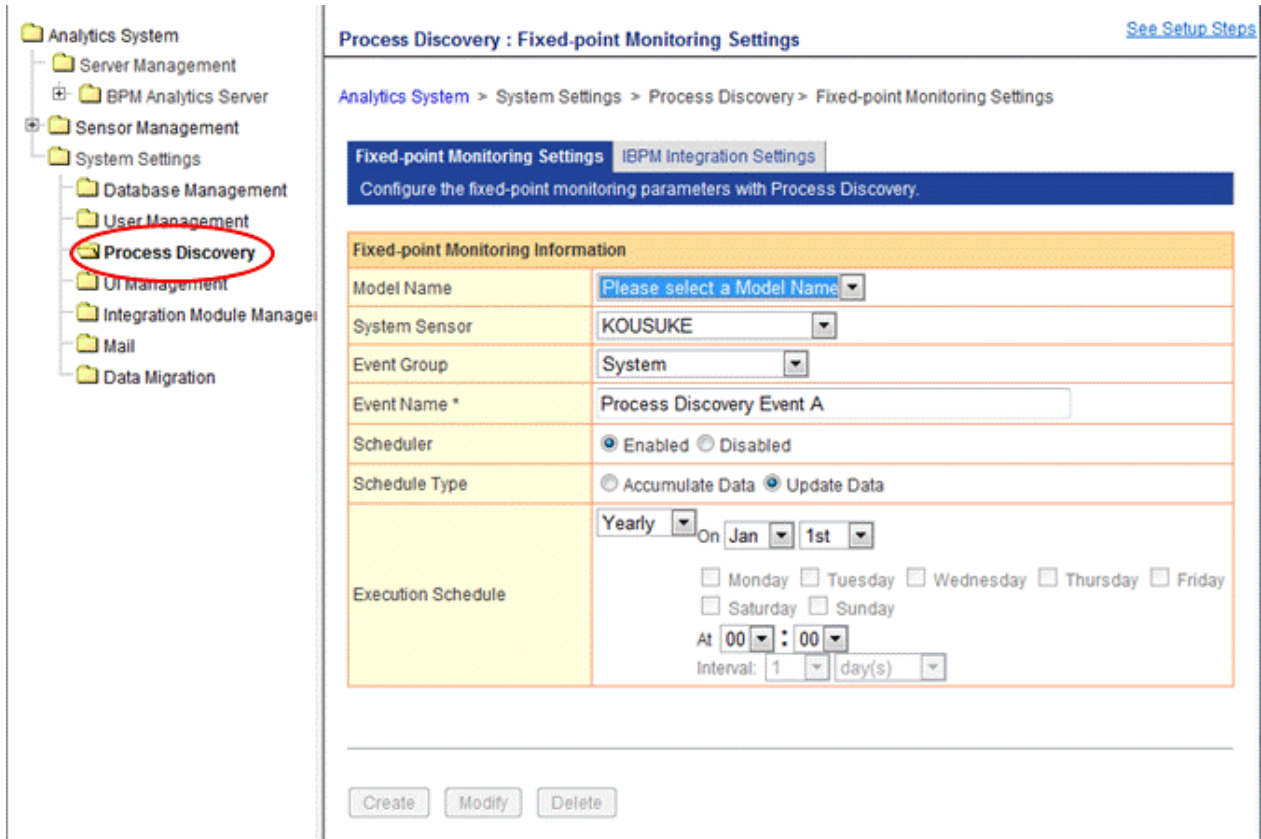 Analytics System
Server Management
BPM Analytics Server
Sensor Management
System Settings
Database Management
User Management
Process Discovery
UI Management
Integration Module Manage
Mail
Data Migration
Process Discovery : Fixed-point Monitoring Settings
See Setup Steps
Analytics System > System Settings > Process Discovery > Fixed-point Monitoring Settings
Fixed-point Monitoring Settings IBPM Integration Settings
Configure the fixed-point monitoring parameters with Process Discovery.
Fixed-point Monitoring Information
Model Name Please select a Model Name
System Sensor KOUSUKE
Event Group System
Event Name * Process Discovery Event A
Scheduler Enabled Disabled
Schedule Type Accumulate Data Update Data
Execution Schedule
Yearly On Jan 1st
Monday Tuesday Wednesday Thursday Friday
Saturday Sunday
At 00 : 00
Interval: 1 day(s)
Create Modify Delete